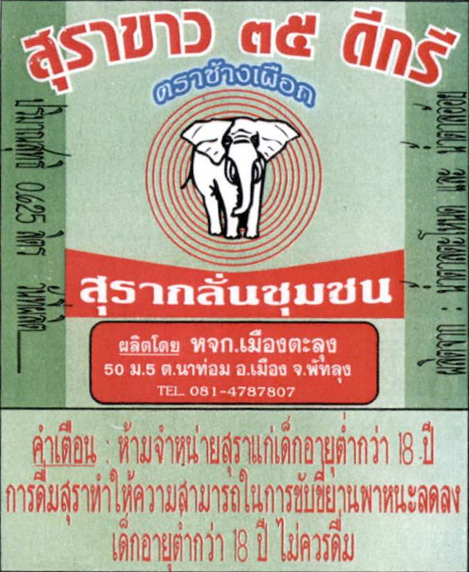 สุราขาว ๓๕ ดีกรี
ตราช้างเผือก
ปริมาณสุทธิ 0.625 ลิตร
สุรากลั่นชุมชน
ผลิตโดย หจก.เมืองตะลุง
50 ม.5 ต.นาท่อม อ.เมือง จ.พัทลุง
TEL. 081-4787807
คำเตือน : ห้ามจำหน่ายสุราแก่เด็กอายุต่ำกว่า 18 ปี
การดื่มสุราทำให้ความสามารถในการขับขี่ยานพาหนะลดลง
เด็กอายุต่ำกว่า 18 ปี ไม่ควรดื่ม